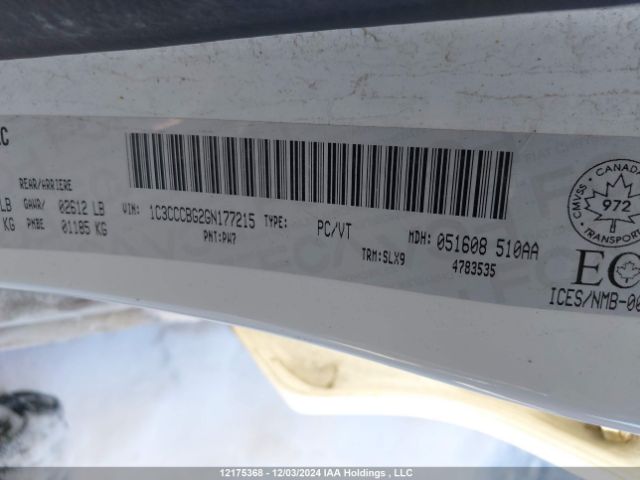 REAR/ARRIERE
LB GAWR/ 02612 LB
KG PNBE 01185 KG
VIN: 1C3CCCBG2GN177215 TYPE: PC/VT MDH: 051608 510AA
PNT:PW7 TRM:SLX9 4783535
CMVSS CANADA
972
TRANSPORT
ICES/NMB-00
12175368 - 12/03/2024 IAA Holdings , LLC